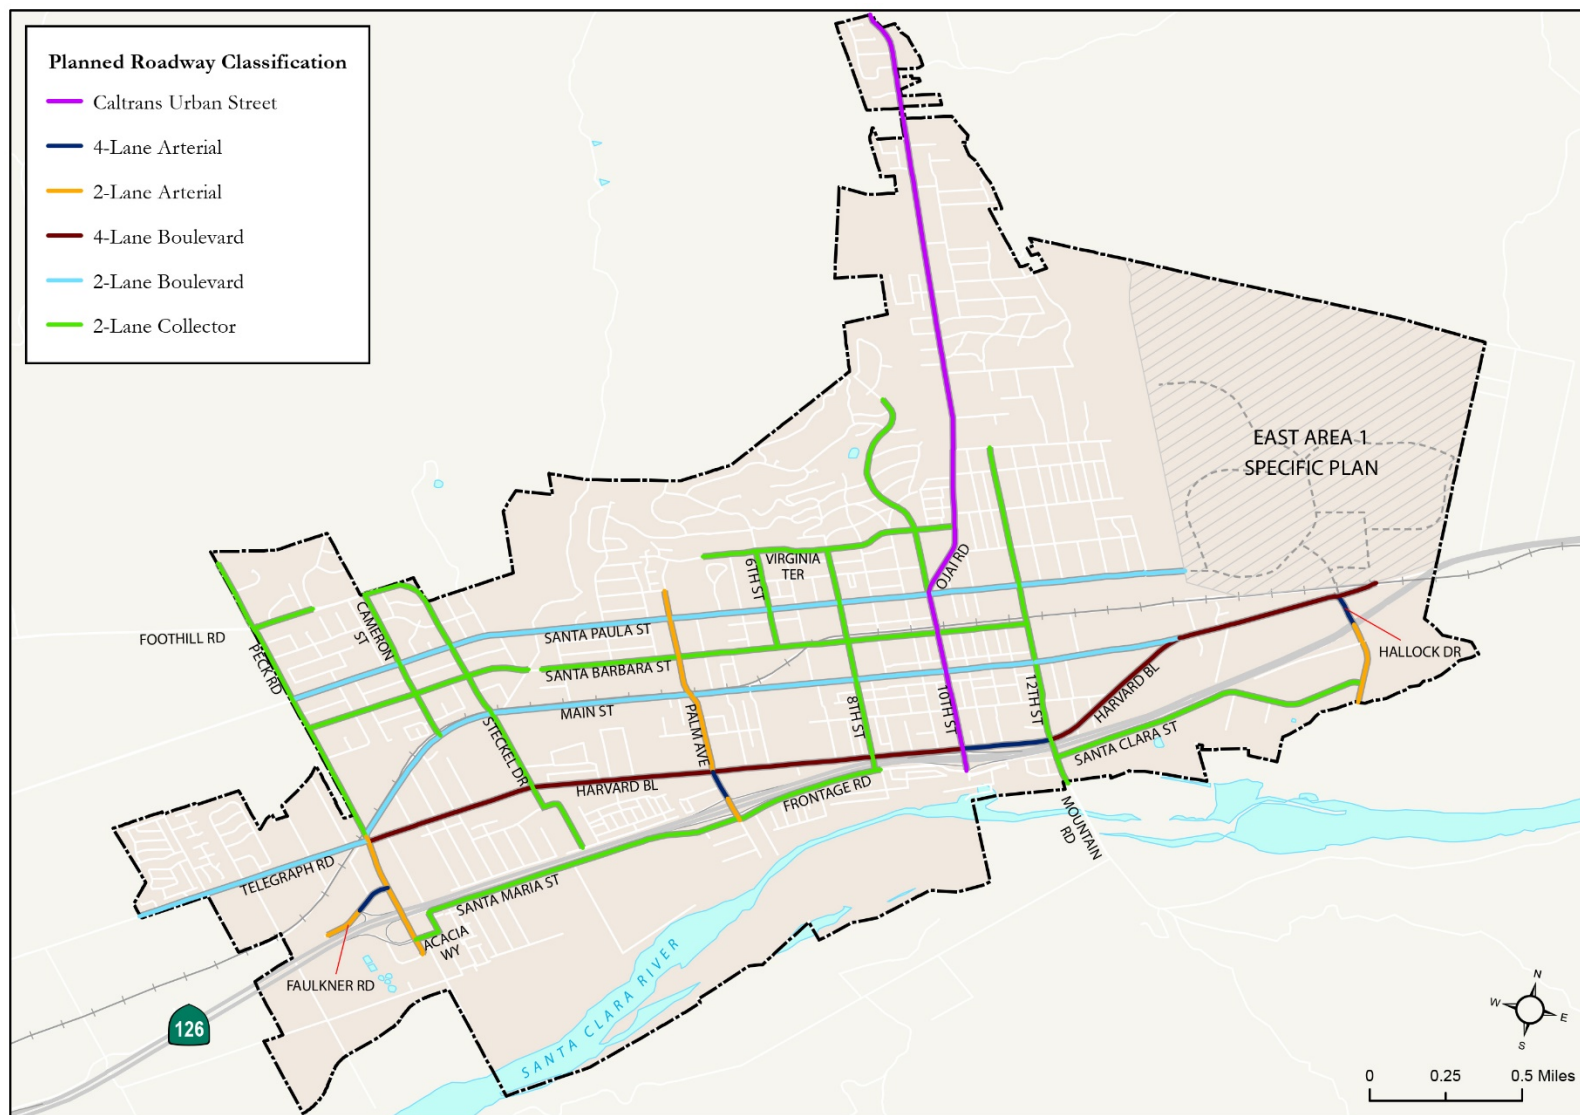 Planned Roadway Classification
Caltrans Urban Street
4-Lane Arterial
2-Lane Arterial
4-Lane Boulevard
2-Lane Boulevard
2-Lane Collector
EAST AREA 1
SPECIFIC PLAN
VIRGINIA
TER
6TH ST
OJAI RD
FOOTHILL RD
PECK RD
CAMERON
ST
SANTA PAULA ST
SANTA BARBARA ST
MAIN ST
STECKEL DR
PALM AVE
8TH ST
10TH ST
12TH ST
HARVARD BL
HALLOCK DR
SANTA CLARA ST
HARVARD BL
FRONTAGE RD
MOUNTAIN
RD
TELEGRAPH RD
SANTA MARIA ST
ACACIA
WY
FAULKNER RD
SANTA CLARA RIVER
126
N
W
E
S
0 0.25 0.5 Miles